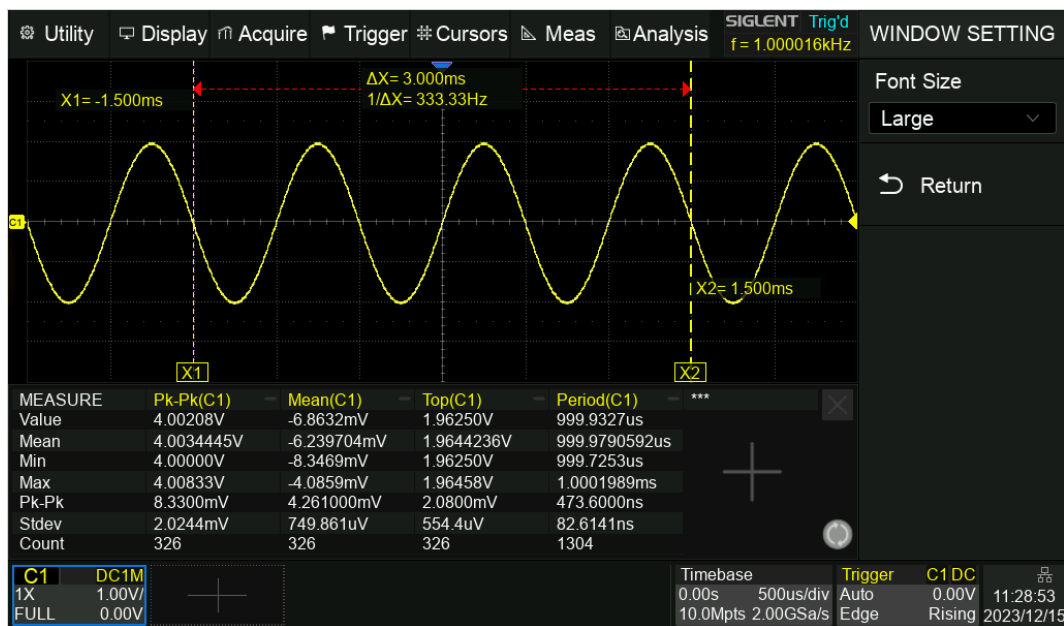 Utility Display Acquire Trigger Cursors Meas Analysis SIGLENT Trig'd
f = 1.000016kHz
WINDOW SETTING
Font Size
Large
Return
ΔX= 3.000ms
1/ΔX= 333.33Hz
X1= -1.500ms
C1
X2= 1.500ms
X1 X2
MEASURE Pk-Pk(C1) Mean(C1) Top(C1) Period(C1) ***
Value 4.00208V -6.8632mV 1.96250V 999.9327us
Mean 4.0034445V -6.239704mV 1.9644236V 999.9790592us
Min 4.00000V -8.3469mV 1.96250V 999.7253us
Max 4.00833V -4.0859mV 1.96458V 1.0001989ms
Pk-Pk 8.3300mV 4.261000mV 2.0800mV 473.6000ns
Stdev 2.0244mV 749.861uV 554.4uV 82.6141ns
Count 326 326 326 1304
C1 DC1M
1X 1.00V/
FULL 0.00V
Timebase
0.00s 500us/div
10.0Mpts 2.00GSa/s
Trigger C1 DC
Auto 0.00V
Edge Rising
11:28:53
2023/12/15